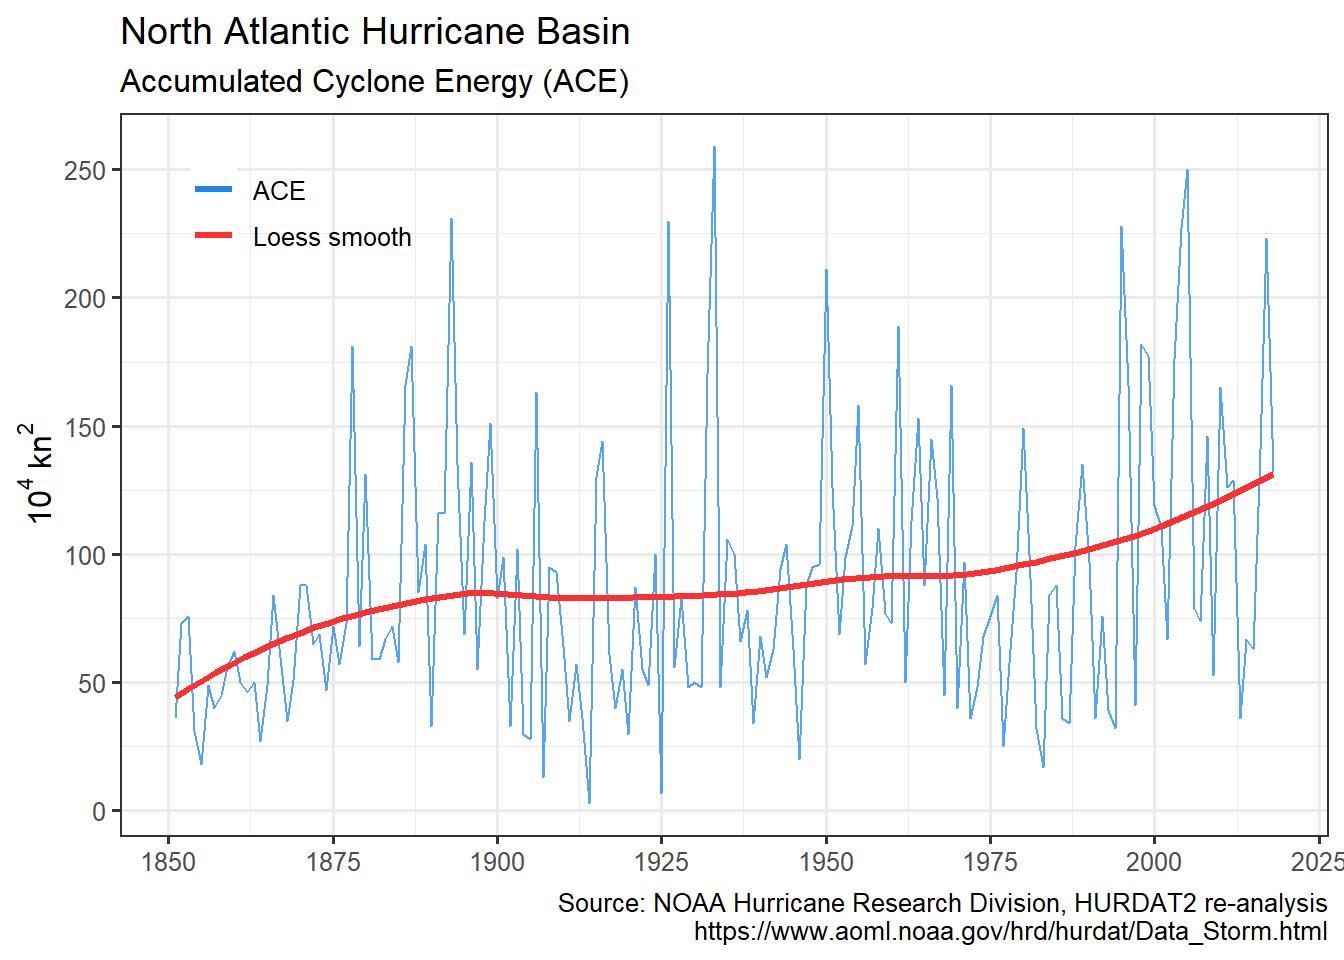 North Atlantic Hurricane Basin
Accumulated Cyclone Energy (ACE)
ACE
Loess smooth
10⁴ kn²
250
200
150
100
50
0
1850 1875 1900 1925 1950 1975 2000 2025
Source: NOAA Hurricane Research Division, HURDAT2 re-analysis
https://www.aoml.noaa.gov/hrd/hurdat/Data_Storm.html